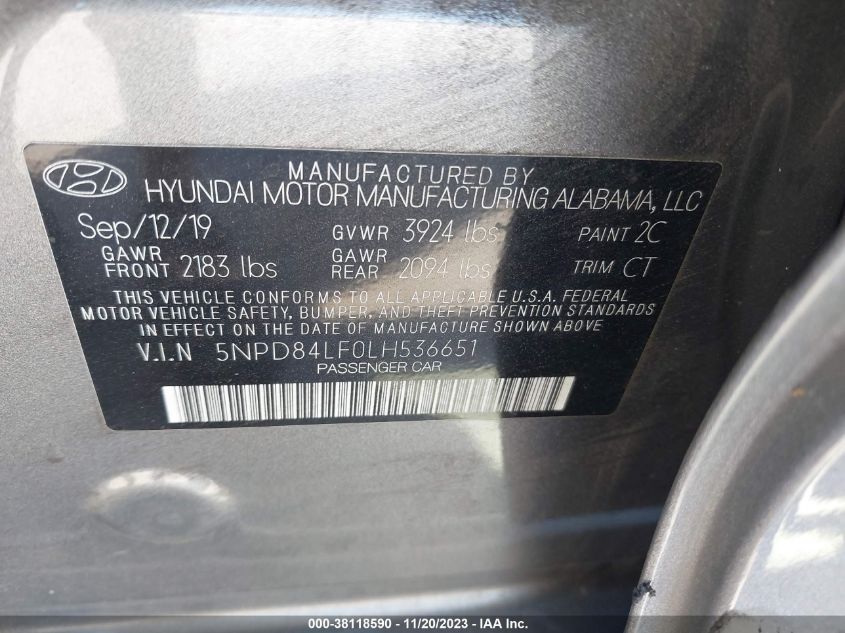 MANUFACTURED BY
HYUNDAI MOTOR MANUFACTURING ALABAMA, LLC
Sep/12/19 GVWR 3924 lbs PAINT 2C
GAWR FRONT 2183 lbs GAWR REAR 2094 lbs TRIM CT
THIS VEHICLE CONFORMS TO ALL APPLICABLE U.S.A. FEDERAL
MOTOR VEHICLE SAFETY, BUMPER, AND THEFT PREVENTION STANDARDS
IN EFFECT ON THE DATE OF MANUFACTURE SHOWN ABOVE
V.I.N 5NPD84LF0LH536651
PASSENGER CAR
000-38118590 - 11/20/2023 - IAA Inc.